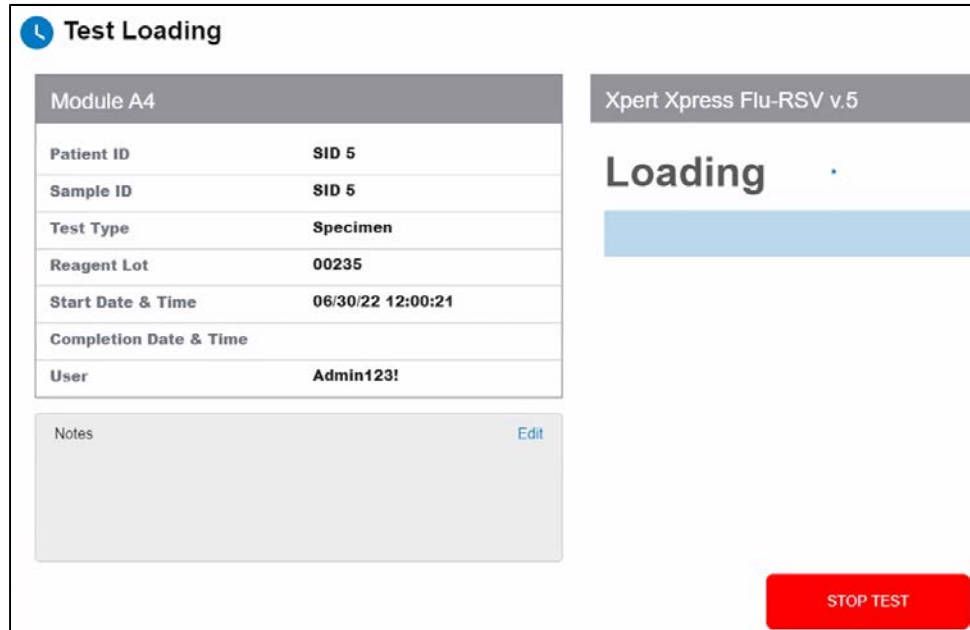 Test Loading
Module A4
Patient ID SID 5
Sample ID SID 5
Test Type Specimen
Reagent Lot 00235
Start Date & Time 06/30/22 12:00:21
Completion Date & Time
User Admin123!
Notes Edit
Xpert Xpress Flu-RSV v.5
Loading
STOP TEST